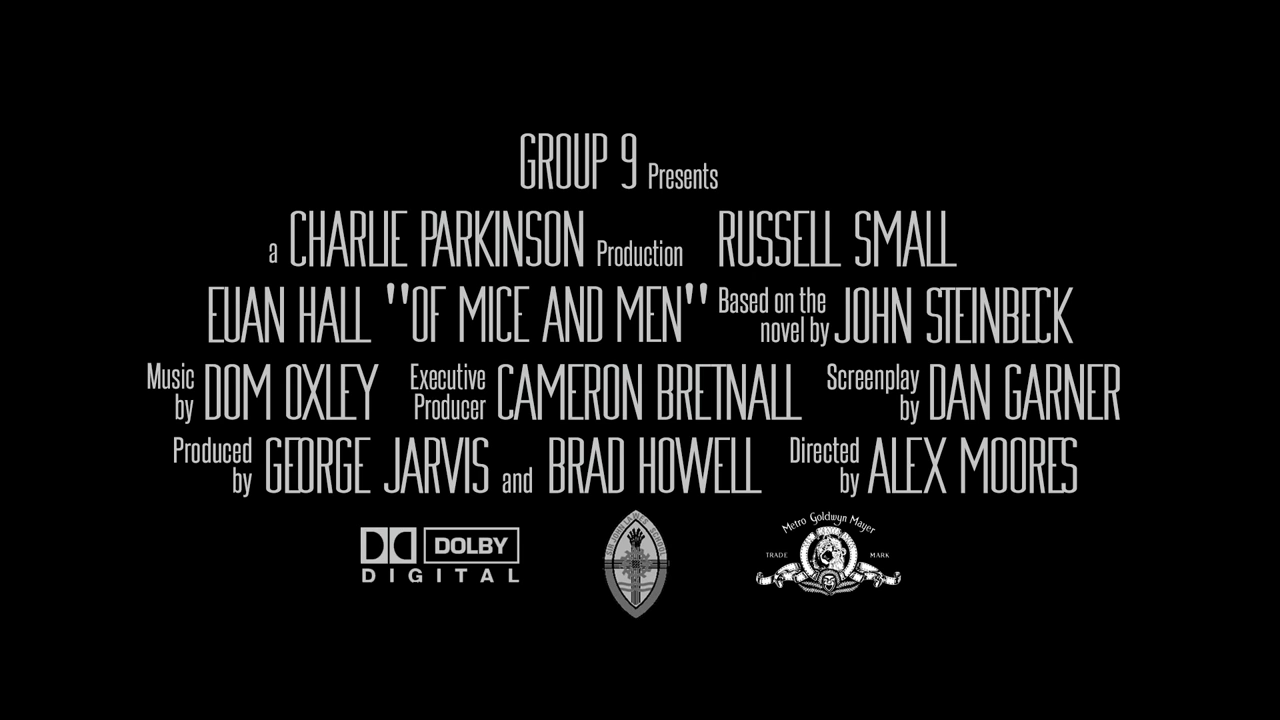 GROUP 9 Presents
a CHARLIE PARKINSON Production RUSSELL SMALL
EUAN HALL "OF MICE AND MEN" Based on the novel by JOHN STEINBECK
Music by DOM OXLEY Executive Producer CAMERON BRETNALL Screenplay by DAN GARNER
Produced by GEORGE JARVIS and BRAD HOWELL Directed by ALEX MOORES
DOLBY
DIGITAL
Metro Goldwyn Mayer
TRADE MARK